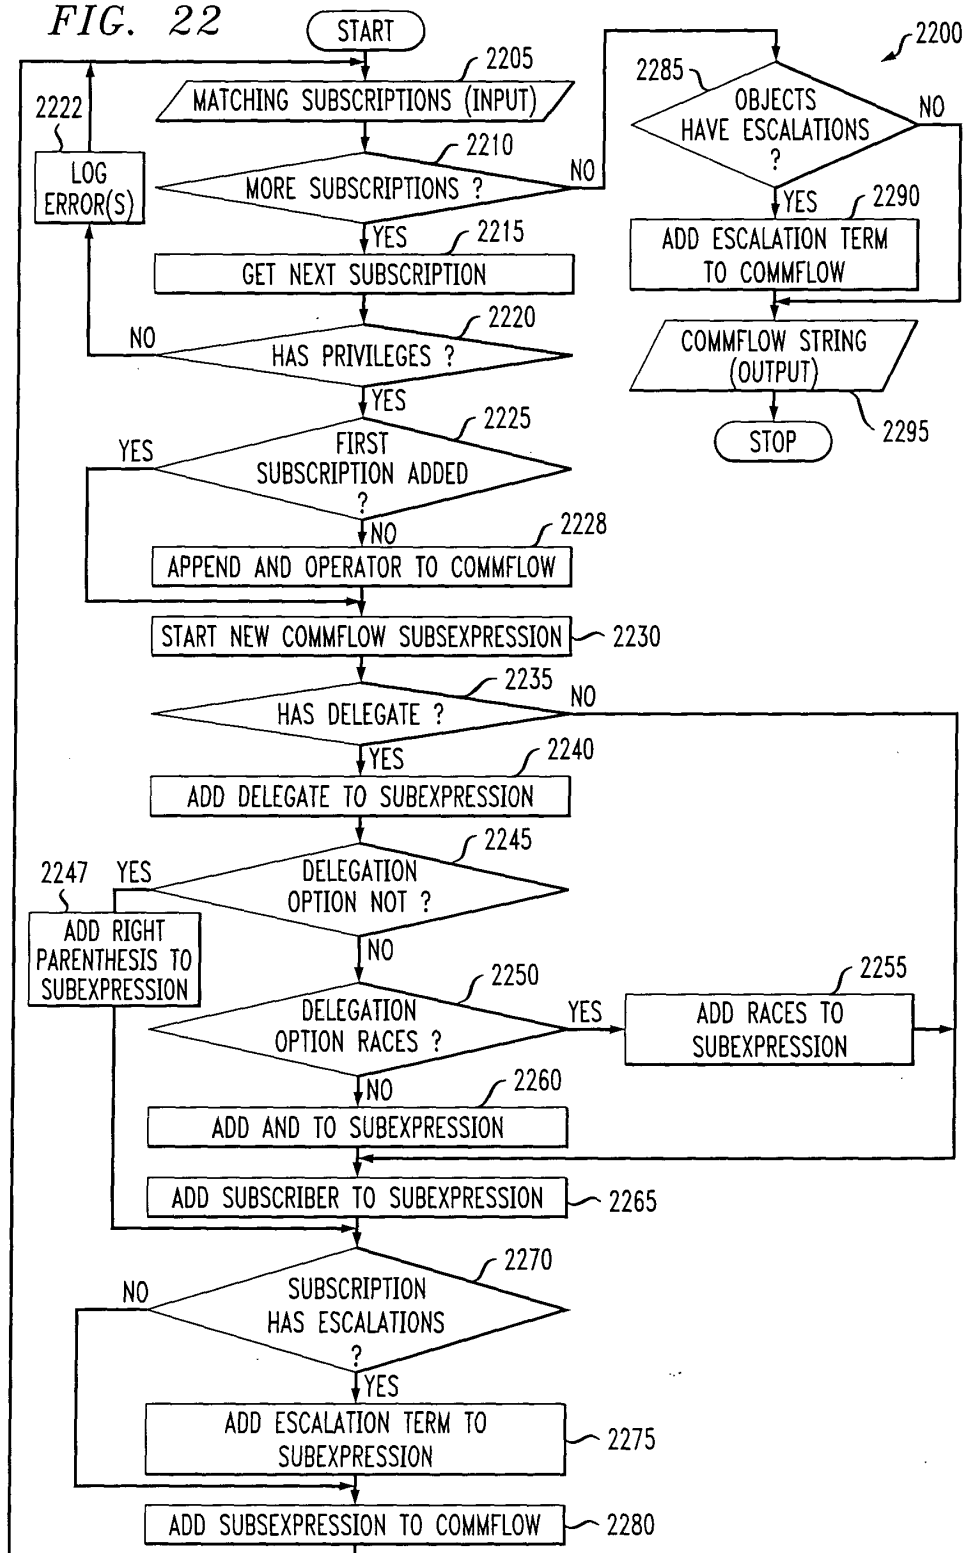 FIG. 22
START
2200
2205
MATCHING SUBSCRIPTIONS (INPUT)
2210
MORE SUBSCRIPTIONS ?
NO
YES
2215
GET NEXT SUBSCRIPTION
2220
HAS PRIVILEGES ?
NO
2222
LOG
ERROR(S)
YES
2225
FIRST
SUBSCRIPTION ADDED
?
YES
NO
2228
APPEND AND OPERATOR TO COMMFLOW
START NEW COMMFLOW SUBSEXPRESSION
2230
2235
HAS DELEGATE ?
NO
YES
2240
ADD DELEGATE TO SUBEXPRESSION
2245
DELEGATION
OPTION NOT ?
YES
2247
ADD RIGHT
PARENTHESIS TO
SUBEXPRESSION
NO
2250
DELEGATION
OPTION RACES ?
YES
2255
ADD RACES TO
SUBEXPRESSION
NO
2260
ADD AND TO SUBEXPRESSION
ADD SUBSCRIBER TO SUBEXPRESSION
2265
2270
SUBSCRIPTION
HAS ESCALATIONS
?
NO
YES
ADD ESCALATION TERM TO
SUBEXPRESSION
2275
ADD SUBSEXPRESSION TO COMMFLOW
2280
2285
OBJECTS
HAVE ESCALATIONS
?
NO
YES
2290
ADD ESCALATION TERM
TO COMMFLOW
COMMFLOW STRING
(OUTPUT)
2295
STOP